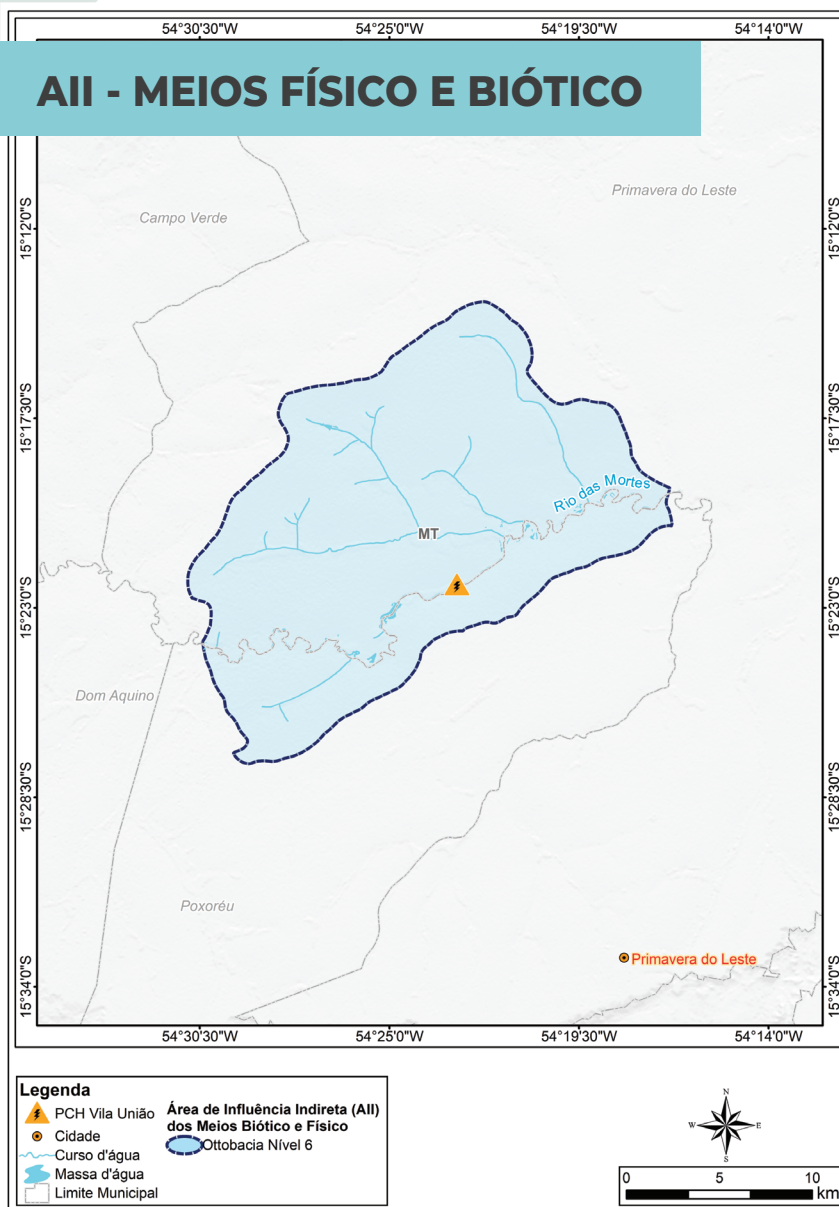 54°30'30"W 54°25'0"W 54°19'30"W 54°14'0"W
AII - MEIOS FÍSICO E BIÓTICO
Primavera do Leste
Campo Verde
15°12'0"S 15°12'0"S
15°17'30"S 15°17'30"S
Rio das Mortes
MT
15°23'0"S 15°23'0"S
Dom Aquino
15°28'30"S 15°28'30"S
Poxoréu
Primavera do Leste
15°34'0"S 15°34'0"S
54°30'30"W 54°25'0"W 54°19'30"W 54°14'0"W
Legenda
PCH Vila União
Cidade
Curso d'água
Massa d'água
Limite Municipal
Área de Influência Indireta (AII)
dos Meios Biótico e Físico
Ottobacia Nível 6
N
W E
S
0 5 10
km